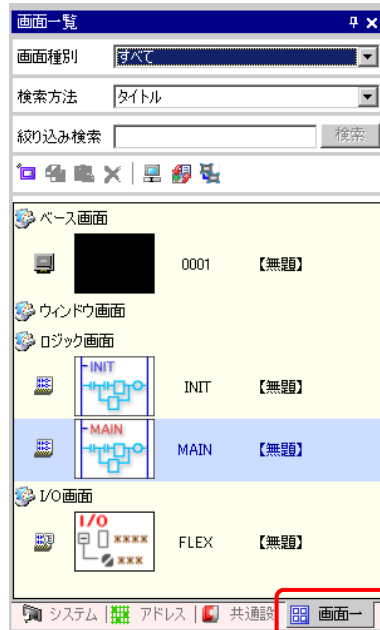 画面一覧
画面種別 すべて
検索方法 タイトル
絞り込み検索 検索
ベース画面
0001 【無題】
ウィンドウ画面
ロジック画面
INIT INIT 【無題】
MAIN MAIN 【無題】
I/O画面
I/O **** *** FLEX 【無題】
システム アドレス 共通設 画面一